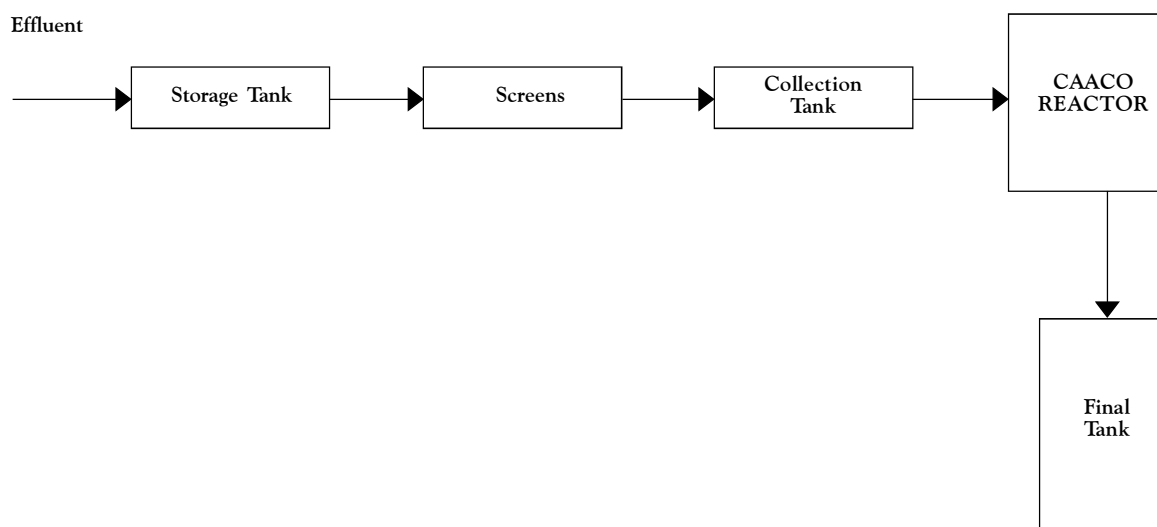 Effluent
Storage Tank
Screens
Collection
Tank
CAACO
REACTOR
Final
Tank